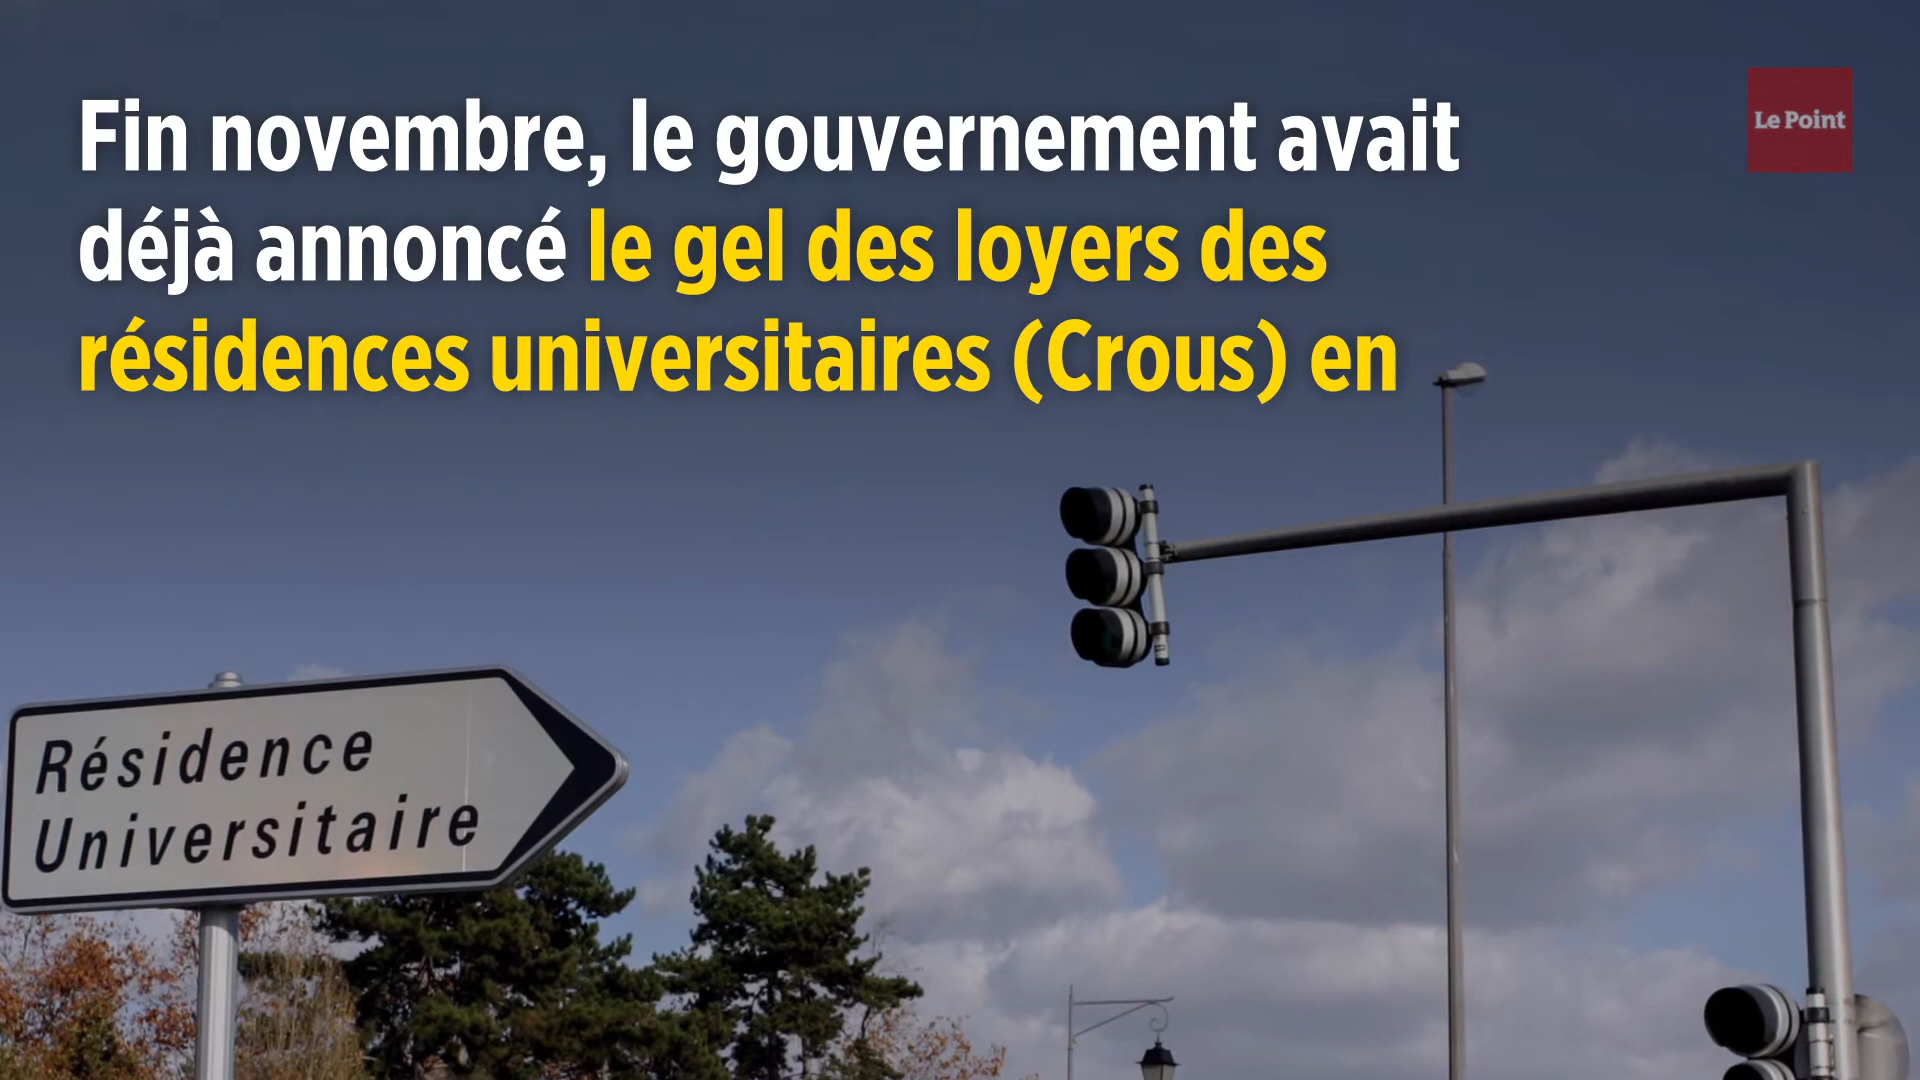 Fin novembre, le gouvernement avait
déjà annoncé le gel des loyers des
résidences universitaires (Crous) en
Le Point
Résidence
Universitaire